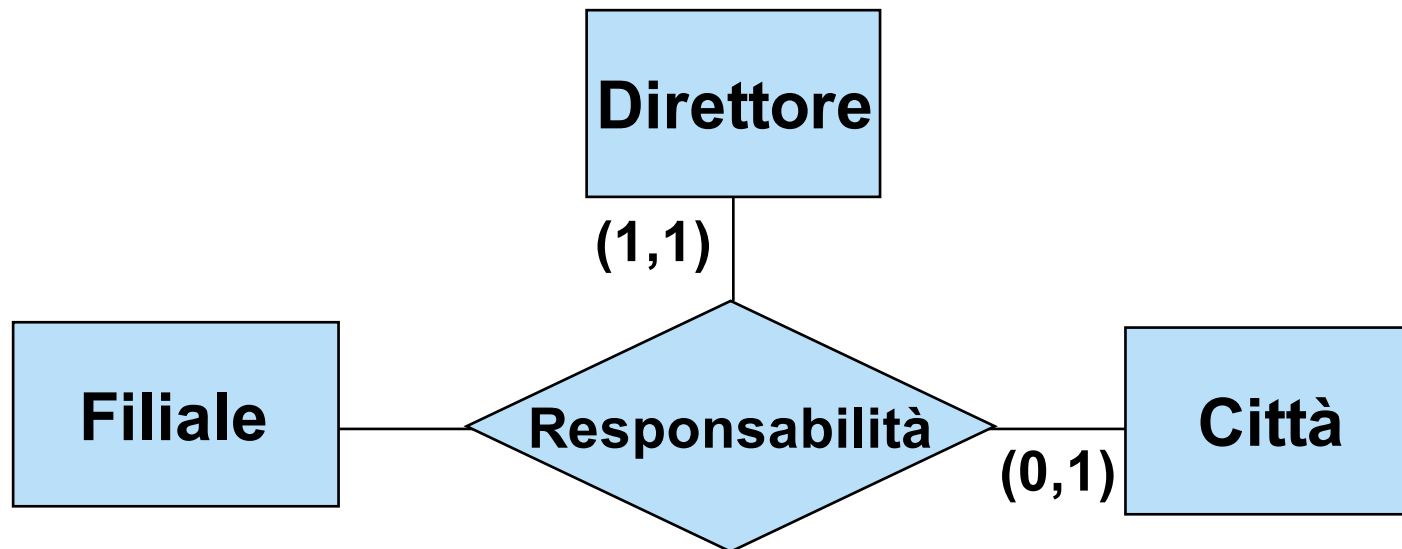 Direttore
(1,1)
Filiale
Responsabilità
Città
(0,1)